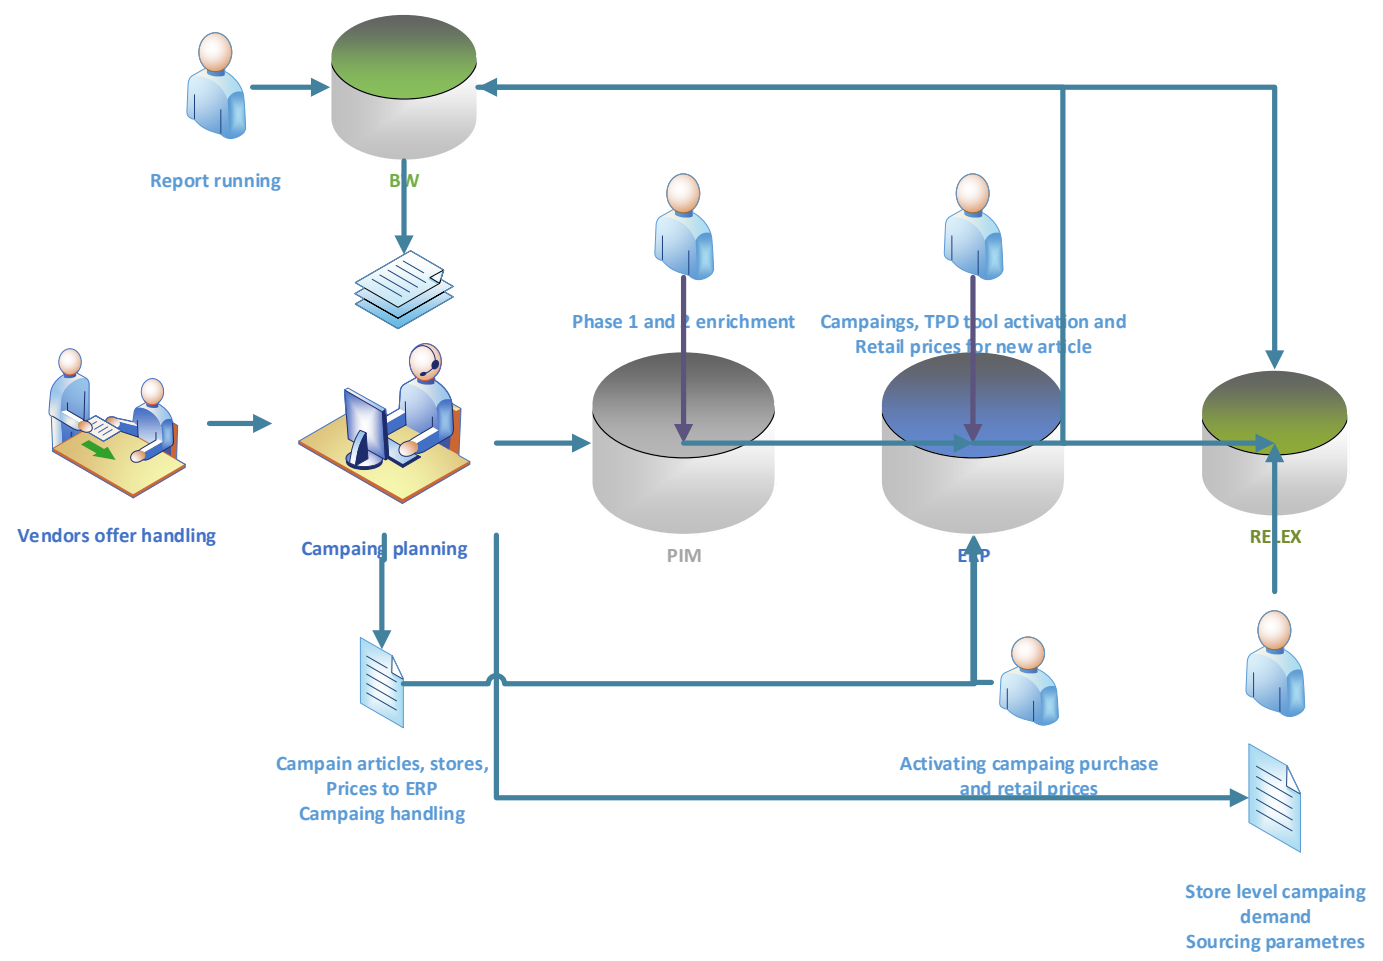 Report running
BW
Phase 1 and 2 enrichment
Campaings, TPD tool activation and
Retail prices for new article
Vendors offer handling
Campaing planning
PIM
ERP
RELEX
Campain articles, stores,
Prices to ERP
Campaing handling
Activating campaing purchase
and retail prices
Store level campaing
demand
Sourcing parametres